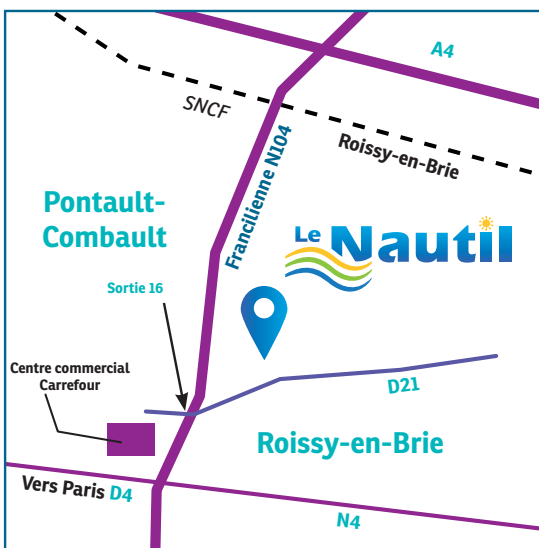 A4
SNCF
Roissy-en-Brie
Francilienne N104
Pontault-
Combault
Le Nautil
Sortie 16
Centre commercial
Carrefour
D21
Roissy-en-Brie
Vers Paris D4
N4